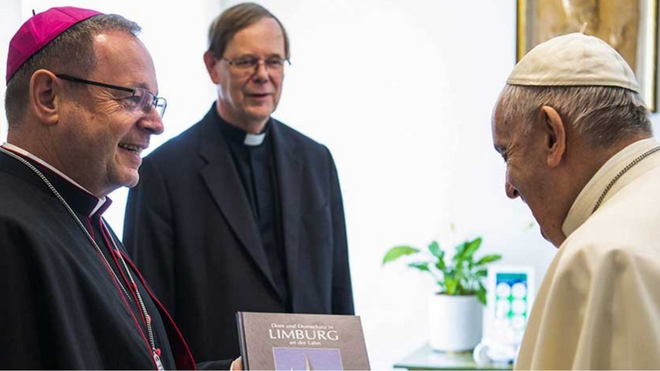 Dom und Domschatz in
LIMBURG
an der Lahn